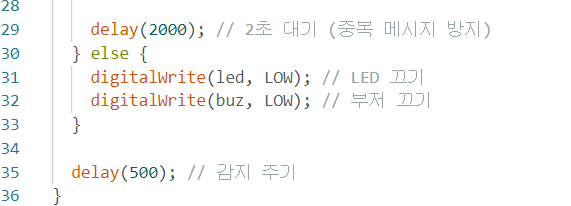 28
29 delay(2000); // 2초 대기 (중복 메시지 방지)
30 } else {
31 digitalWrite(led, LOW); // LED 끄기
32 digitalWrite(buz, LOW); // 부저 끄기
33 }
34
35 delay(500); // 감지 주기
36 }